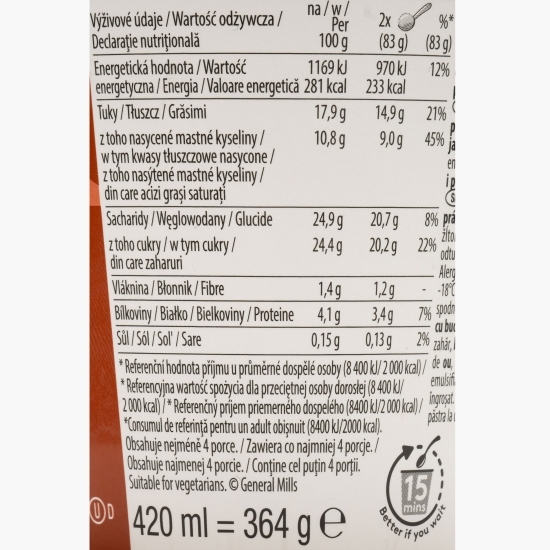 Výživové údaje / Wartość odżywcza / na / w / Per 2x %*
Declarație nutrițională 100 g (83 g) (83 g)
Energetická hodnota / Wartość 1169 kJ 970 kJ 12%
energetyczna / Energia / Valoare energetică 281 kcal 233 kcal
Tuky / Tłuszcz / Grăsimi 17,9 g 14,9 g 21%
z toho nasycené mastné kyseliny / 10,8 g 9,0 g 45%
w tym kwasy tłuszczowe nasycone /
z toho nasýtené mastné kyseliny /
din care acizi grași saturați
Sacharidy / Węglowodany / Glucide 24,9 g 20,7 g 8%
z toho cukry / w tym cukry / 24,4 g 20,2 g 22%
din care zaharuri
Vláknina / Błonnik / Fibre 1,4 g 1,2 g -
Bílkoviny / Białko / Bielkoviny / Proteine 4,1 g 3,4 g 7%
Sůl / Sól / Soľ / Sare 0,15 g 0,13 g 2%
* Referenční hodnota příjmu u průměrné dospělé osoby (8 400 kJ / 2 000 kcal) /
* Referencyjna wartość spożycia dla przeciętnej osoby dorosłej (8 400 kJ/
2 000 kcal) / * Referenčný príjem priemerného dospelého (8400 kJ/2 000 kcal) /
*Consumul de referință pentru un adult obișnuit (8400 kJ/2000 kcal).
Obsahuje nejméně 4 porce. / Zawiera co najmniej 4 porcje. /
Obsahuje najmenej 4 porcie. / Conține cel puțin 4 porții.
Suitable for vegetarians. © General Mills
U D
420 ml = 364 g e
15
mins
Better if you wait
-18°C
zahăr,
de ou,
ingrosat.